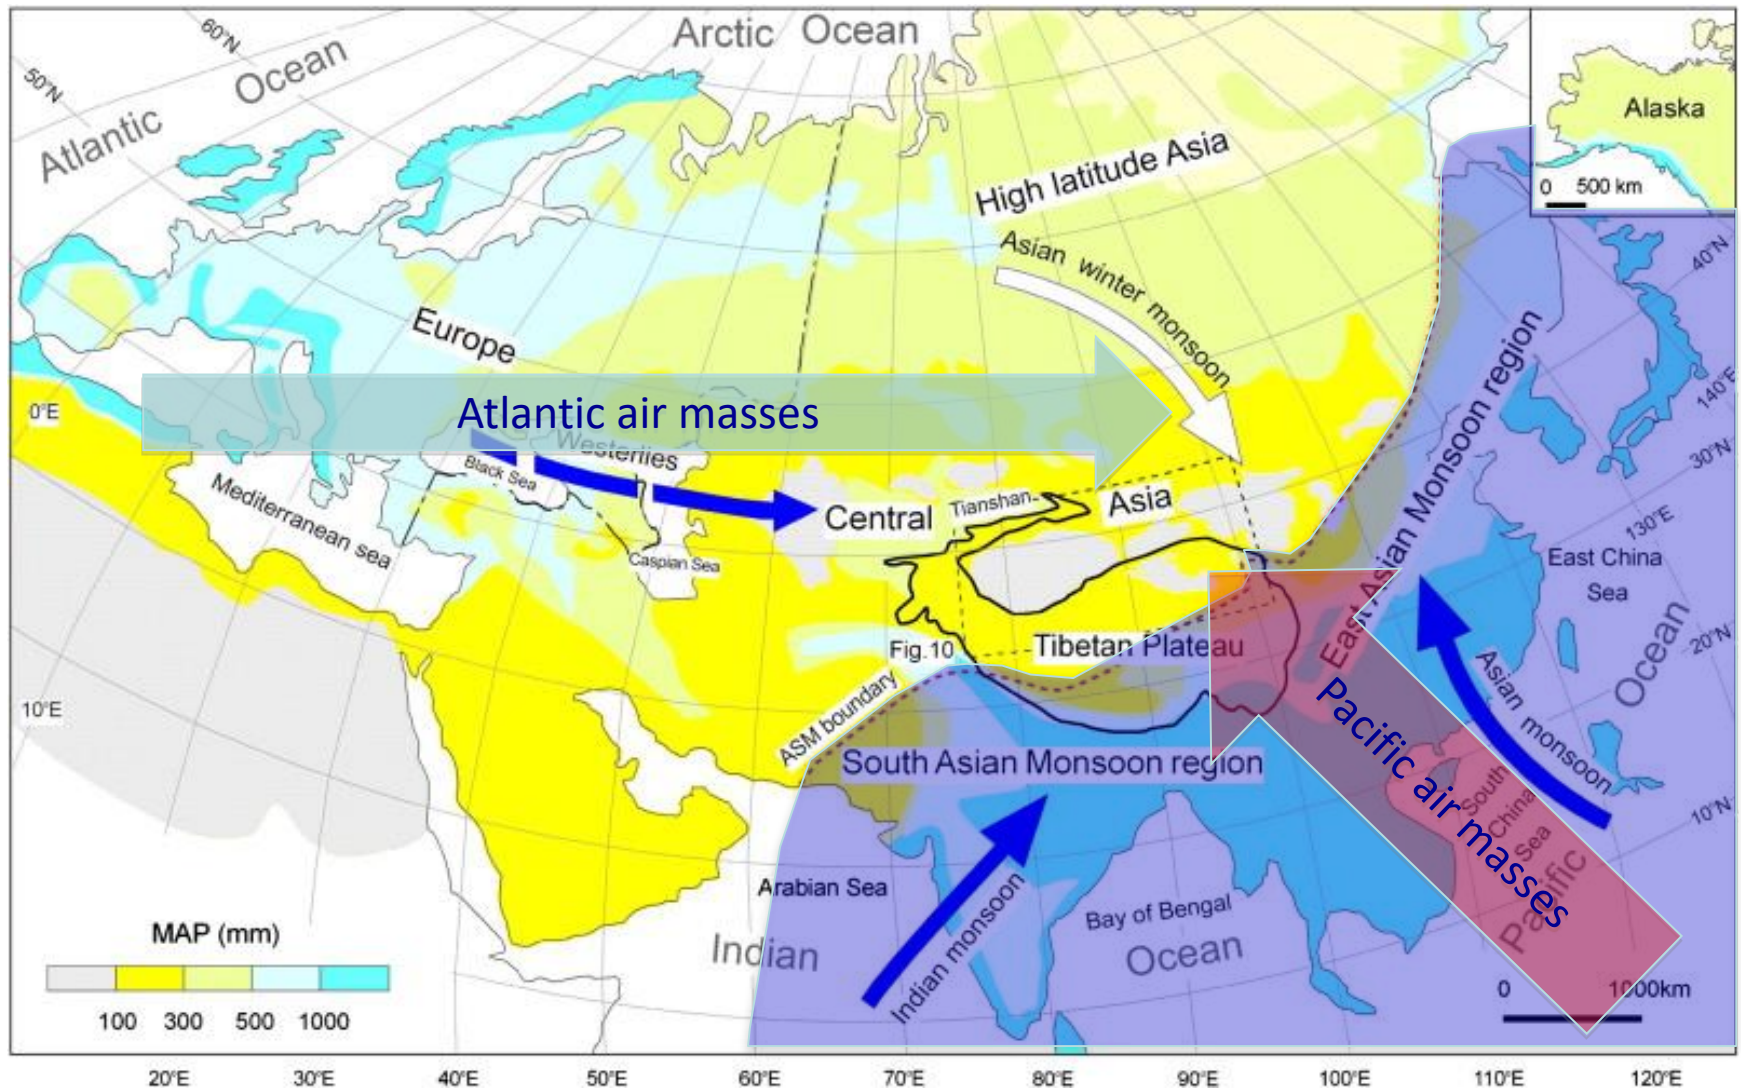 60°N
Arctic Ocean
50°N
Atlantic Ocean
Alaska
0 500 km
High latitude Asia
Asian winter monsoon
40°N
Europe
140°E
0°E
Atlantic air masses
Westerlies
30°N
Black Sea
Mediterranean sea
Central Asia
Tianshan
130°E
Caspian Sea
East China
Sea
East Asian Monsoon region
20°N
Fig.10
Tibetan Plateau
Ocean
Asian monsoon
10°E
ASM boundary
South Asian Monsoon region
Pacific air masses
South
China
Sea
10°N
Arabian Sea
Bay of Bengal
Indian monsoon
Indian Ocean
Pacific
MAP (mm)
100 300 500 1000
0 1000km
20°E 30°E 40°E 50°E 60°E 70°E 80°E 90°E 100°E 110°E 120°E